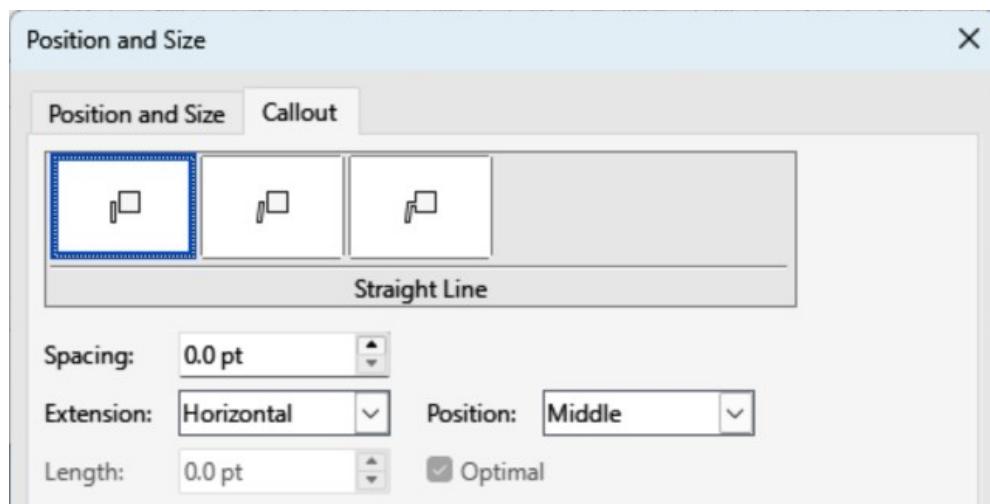 Position and Size
Position and Size Callout
Straight Line
Spacing: 0.0 pt
Extension: Horizontal Position: Middle
Length: 0.0 pt Optimal